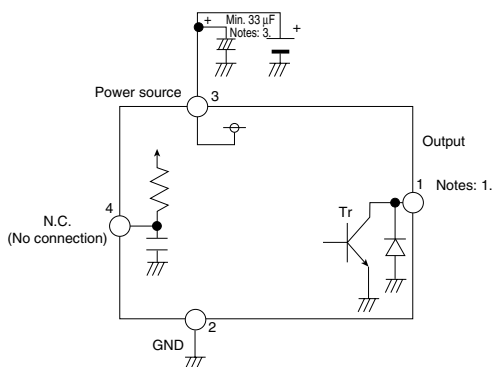 + Min. 33 µF +
Notes: 3.
Power source
3
Output
1 Notes: 1.
Tr
4
N.C.
(No connection)
2
GND